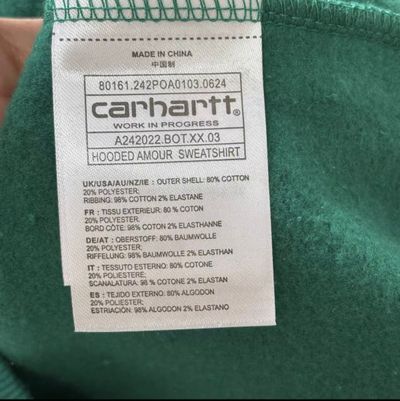 MADE IN CHINA
中国制
80161.242POA0103.0624
carhartt®
WORK IN PROGRESS
A242022.BOT.XX.03
HOODED AMOUR SWEATSHIRT
UK/USA/AU/NZ/IE : OUTER SHELL: 80% COTTON
20% POLYESTER;
RIBBING: 98% COTTON 2% ELASTANE
FR : TISSU EXTERIEUR: 80 % COTON
20% POLYESTER.
BORD CÔTE: 98% COTON 2% ELASTHANNE
DE/AT : OBERSTOFF: 80% BAUMWOLLE
20% POLYESTER;
RIFFELUNG: 98% BAUMWOLLE 2% ELASTHAN
IT : TESSUTO ESTERNO: 80% COTONE
20% POLIESTERE;
SCANALATURA: 98 % COTONE 2% ELASTAN
ES : TEJIDO EXTERNO: 80% ALGODON
20% POLIESTER;
ESTRIACIÓN: 98% ALGODON 2% ELASTANO